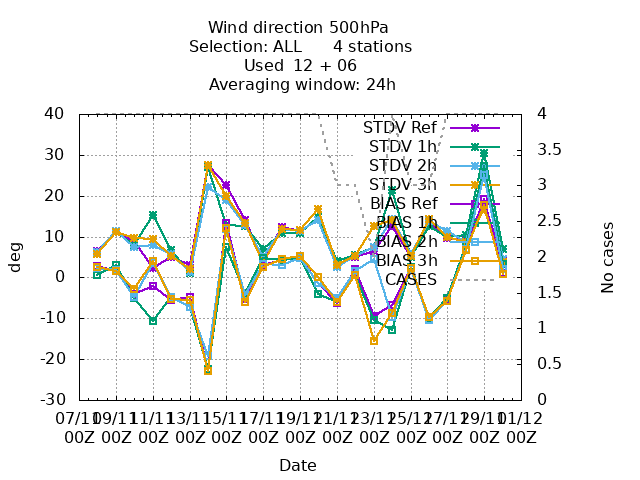 Wind direction 500hPa
Selection: ALL 4 stations
Used 12 + 06
Averaging window: 24h
deg
40
30
20
10
0
-10
-20
-30
4
3.5
3
2.5
2
1.5
1
0.5
0
No cases
STDV Ref
STDV 1h
STDV 2h
STDV 3h
BIAS Ref
BIAS 1h
BIAS 2h
BIAS 3h
CASES
07/11 09/11 11/11 13/11 15/11 17/11 19/11 21/11 23/11 25/11 27/11 29/11 01/12
00Z 00Z 00Z 00Z 00Z 00Z 00Z 00Z 00Z 00Z 00Z 00Z 00Z
Date